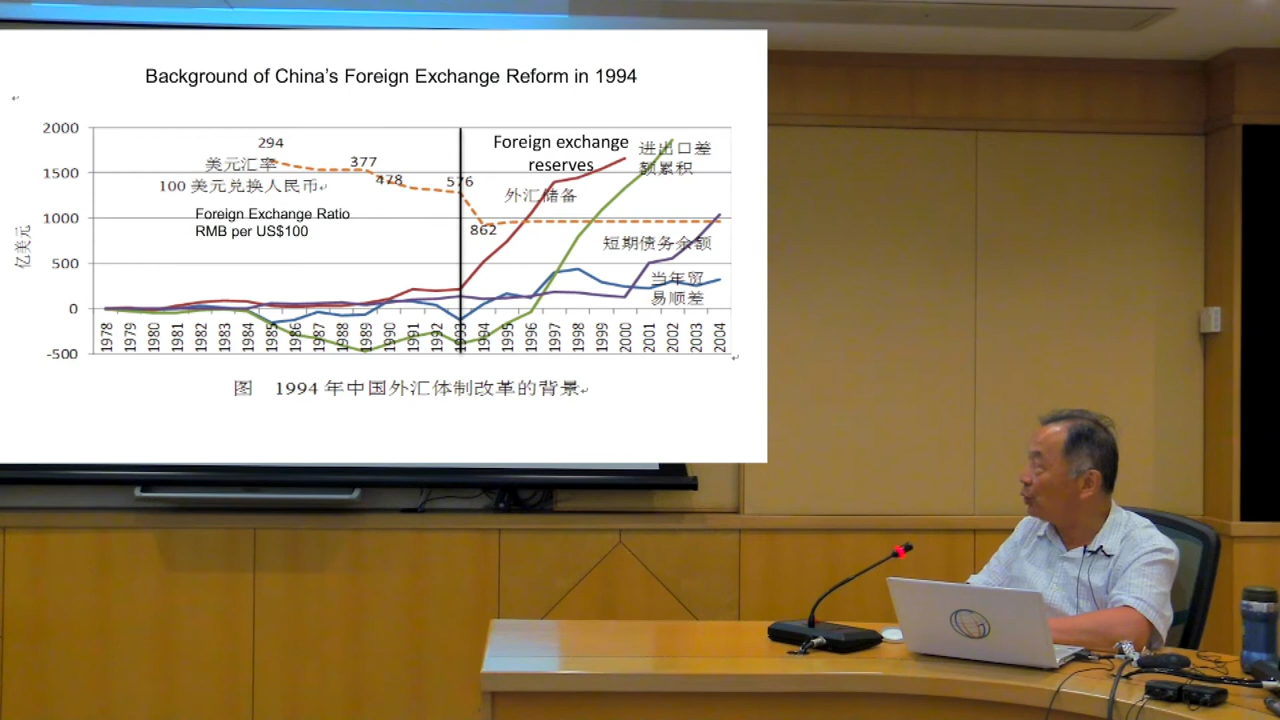 Background of China's Foreign Exchange Reform in 1994
2000
1500
1000
500
0
-500
亿美元
294
美元汇率
100 美元兑换人民币
Foreign Exchange Ratio
RMB per US$100
377
478
576
862
Foreign exchange
reserves
外汇储备
进出口差
额累积
短期债务余额
当年贸
易顺差
1978 1979 1980 1981 1982 1983 1984 1985 1986 1987 1988 1989 1990 1991 1992 1993 1994 1995 1996 1997 1998 1999 2000 2001 2002 2003 2004
图 1994 年中国外汇体制改革的背景